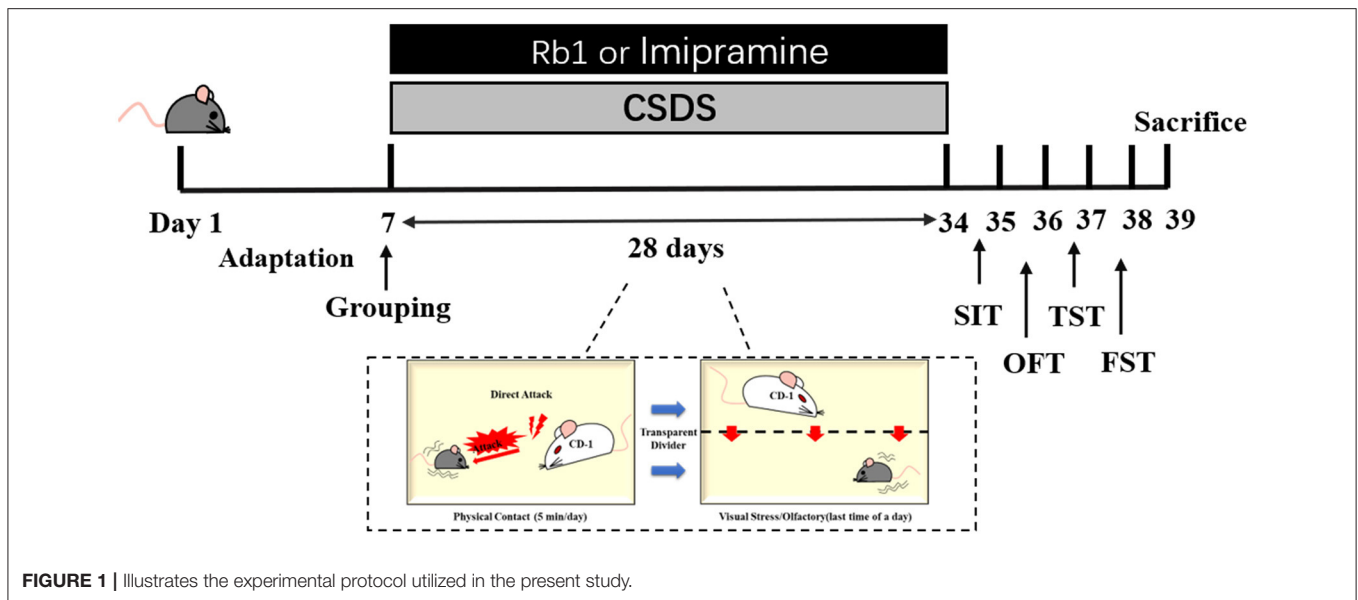 Rb1 or Imipramine
CSDS
Sacrifice
Day 1
7
34
35
36
37
38
39
Adaptation
28 days
Grouping
SIT
TST
OFT
FST
Direct Attack
Attack
CD-1
Physical Contact (5 min/day)
Transparent
Divider
CD-1
Visual Stress/Olfactory(last time of a day)
FIGURE 1 | Illustrates the experimental protocol utilized in the present study.